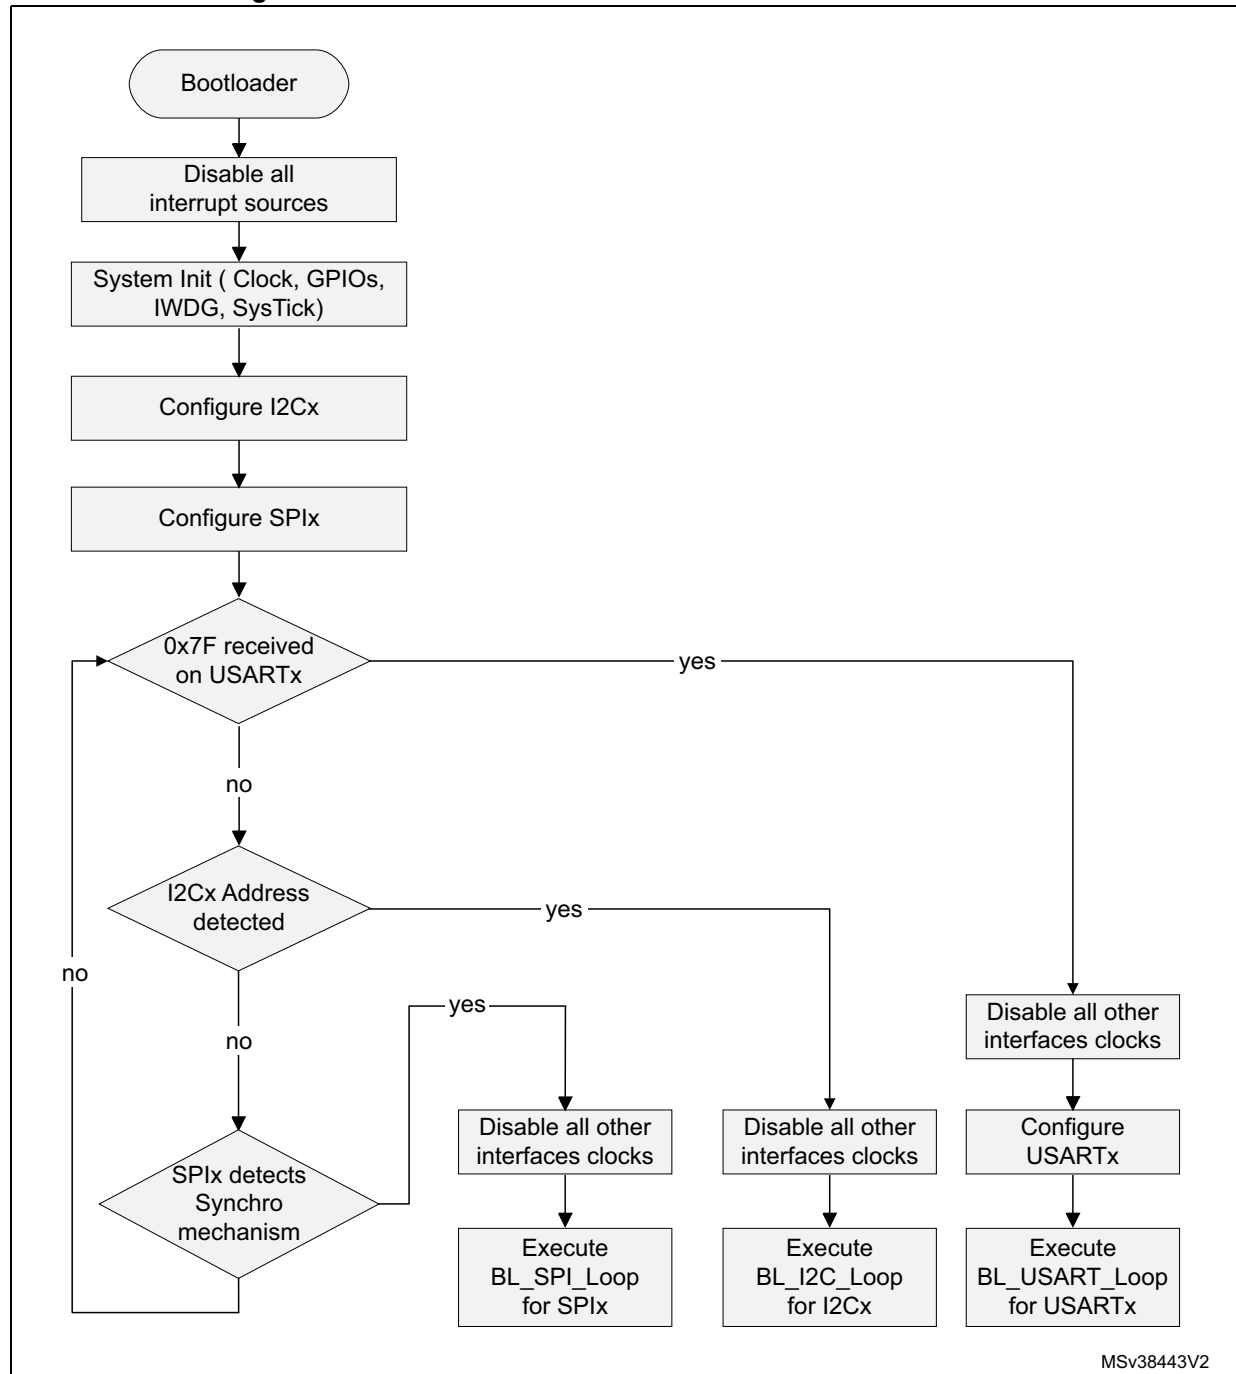 Bootloader
Disable all
interrupt sources
System Init ( Clock, GPIOs,
IWDG, SysTick)
Configure I2Cx
Configure SPIx
0x7F received
on USARTx
yes
no
I2Cx Address
detected
yes
no
no
yes
Disable all other
interfaces clocks
SPIx detects
Synchro
mechanism
Disable all other
interfaces clocks
Disable all other
interfaces clocks
Configure
USARTx
Execute
BL_SPI_Loop
for SPIx
Execute
BL_I2C_Loop
for I2Cx
Execute
BL_USART_Loop
for USARTx
MSv38443V2